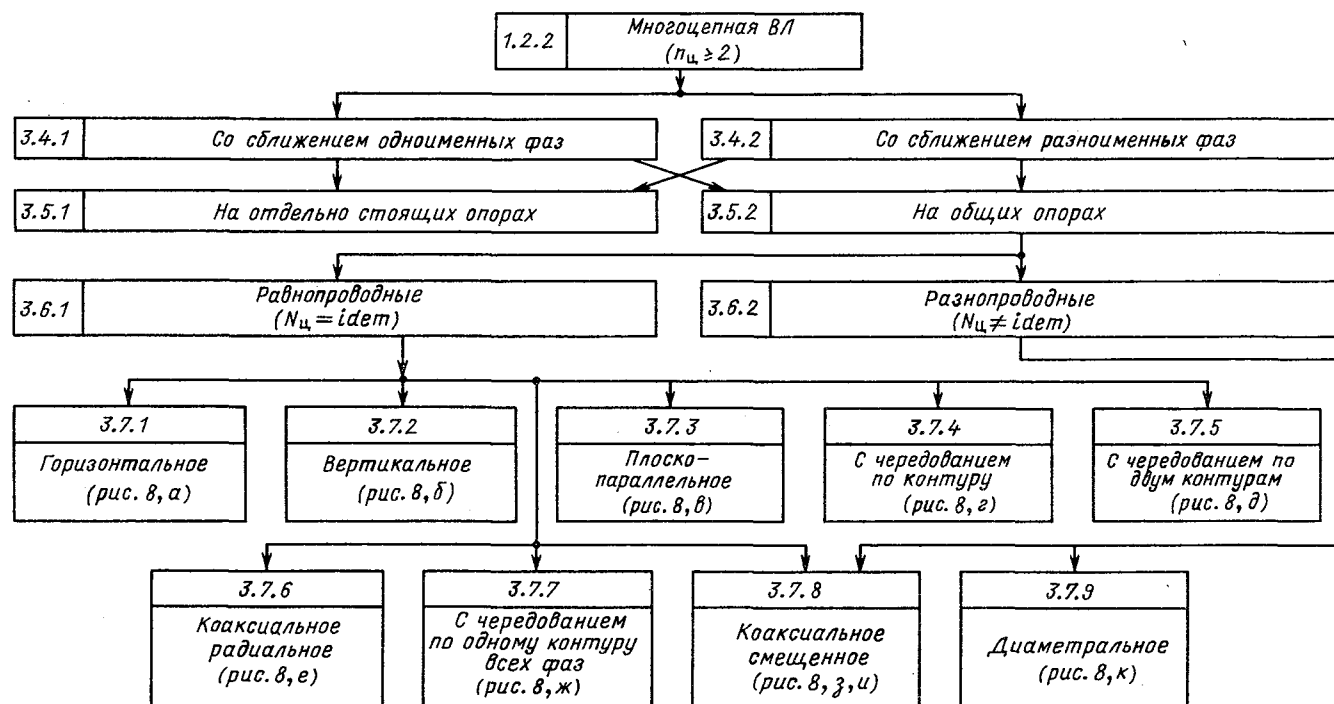 1.2.2
Многоцепная ВЛ
(nц ≥ 2)
3.4.1
Со сближением одноименных фаз
3.4.2
Со сближением разноименных фаз
3.5.1
На отдельно стоящих опорах
3.5.2
На общих опорах
3.6.1
Равнопроводные
(Nц = idem)
3.6.2
Разнопроводные
(Nц ≠ idem)
3.7.1
Горизонтальное
(рис. 8, а)
3.7.2
Вертикальное
(рис. 8, б)
3.7.3
Плоско-
параллельное
(рис. 8, в)
3.7.4
С чередованием
по контуру
(рис. 8, г)
3.7.5
С чередованием по
двум контурам
(рис. 8, д)
3.7.6
Коаксиальное
радиальное
(рис. 8, е)
3.7.7
С чередованием
по одному контуру
всех фаз
(рис. 8, ж)
3.7.8
Коаксиальное
смещенное
(рис. 8, з, и)
3.7.9
Диаметральное
(рис. 8, к)